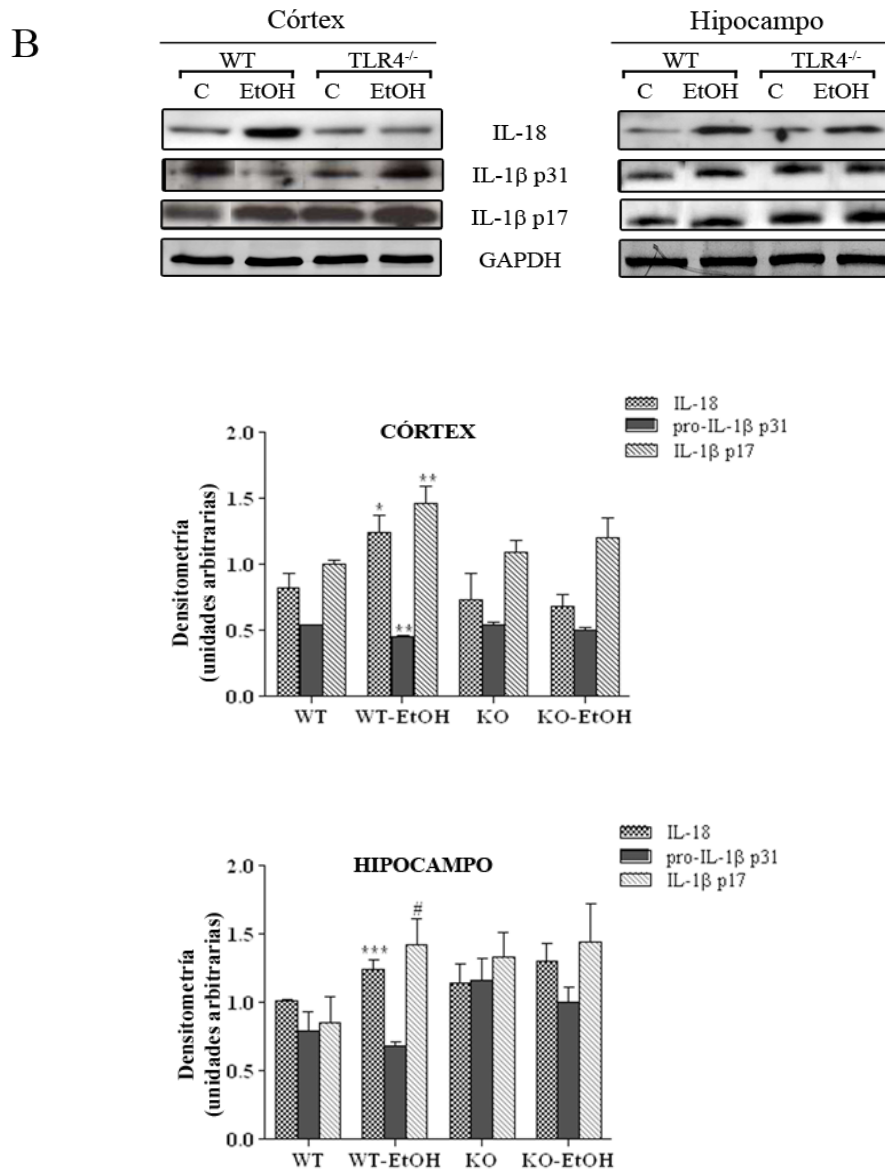 B
Córtex
Hipocampo
WT TLR4-/-
WT TLR4-/-
C EtOH C EtOH
C EtOH C EtOH
IL-18
IL-1β p31
IL-1β p17
GAPDH
IL-18
pro-IL-1β p31
IL-1β p17
CÓRTEX
Densitometría
(unidades arbitrarias)
2.0
1.5
1.0
0.5
0.0
* ** **
WT WT-EtOH KO KO-EtOH
IL-18
pro-IL-1β p31
IL-1β p17
HIPOCAMPO
Densitometría
(unidades arbitrarias)
2.0
1.5
1.0
0.5
0.0
*** #
WT WT-EtOH KO KO-EtOH